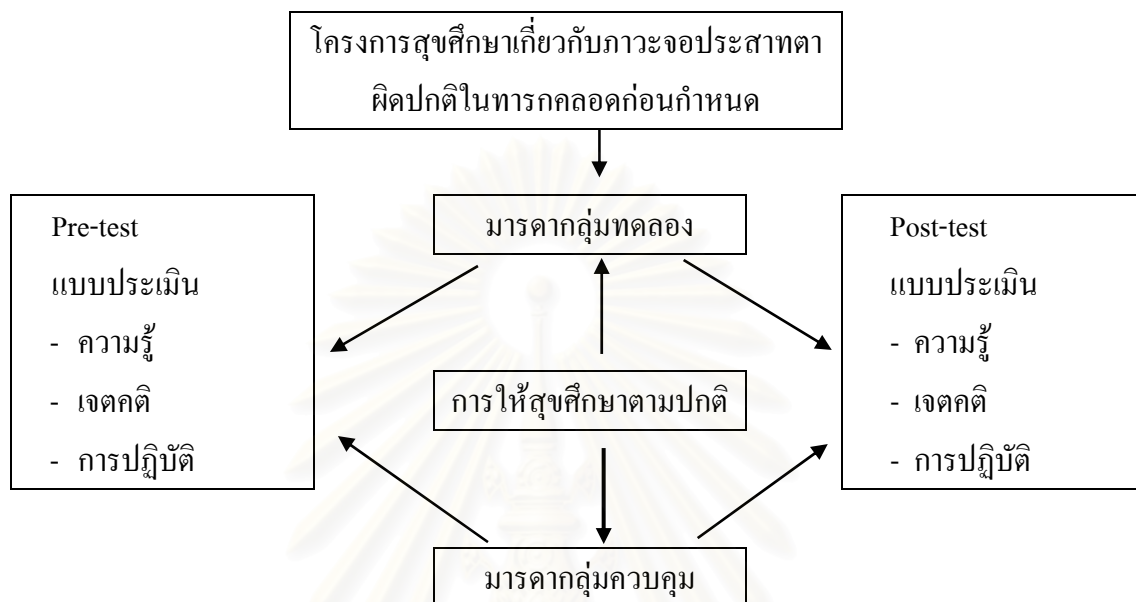 โครงการสุขศึกษาเกี่ยวกับภาวะจอประสาทตา
ผิดปกติในทารกคลอดก่อนกำหนด
Pre-test
แบบประเมิน
- ความรู้
- เจตคติ
- การปฏิบัติ
มารดากลุ่มทดลอง
การให้สุขศึกษาตามปกติ
มารดากลุ่มควบคุม
Post-test
แบบประเมิน
- ความรู้
- เจตคติ
- การปฏิบัติ